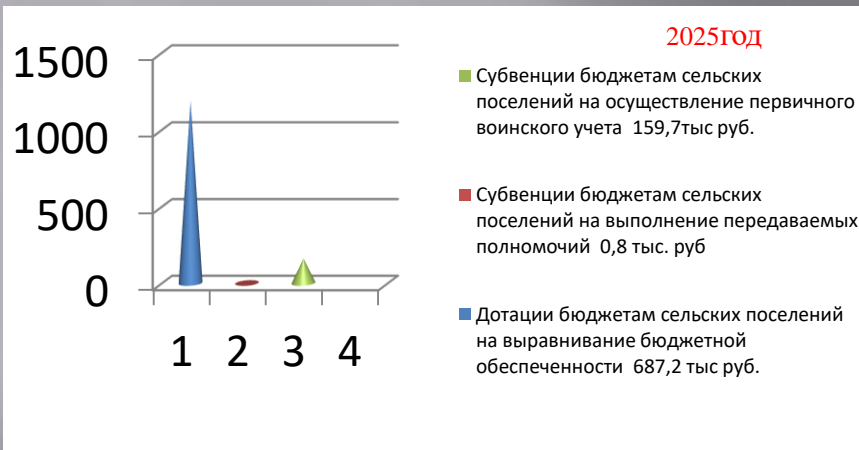 2025год
1500
1000
500
0
1 2 3 4
Субвенции бюджетам сельских
поселений на осуществление первичного
воинского учета 159,7тыс руб.
Субвенции бюджетам сельских
поселений на выполнение передаваемых
полномочий 0,8 тыс. руб
Дотации бюджетам сельских поселений
на выравнивание бюджетной
обеспеченности 687,2 тыс руб.